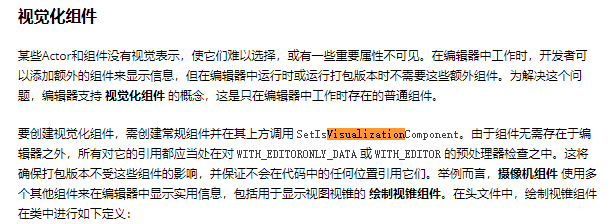 视觉化组件
某些Actor和组件没有视觉表示，使它们难以选择，或有一些重要属性不可见。在编辑器中工作时，开发者可
以添加额外的组件来显示信息，但在编辑器中运行时或运行打包版本时不需要这些额外组件。为解决这个问
题，编辑器支持 视觉化组件 的概念，这是只在编辑器中工作时存在的普通组件。
要创建视觉化组件，需创建常规组件并在其上方调用 SetIsVisualizationComponent。由于组件无需存在于编
辑器之外，所有对它的引用都应当处在对 WITH_EDITORONLY_DATA 或 WITH_EDITOR 的预处理器检查之中。这将
确保打包版本不受这些组件的影响，并保证不会在代码中的任何位置引用它们。举例而言，摄像机组件 使用多
个其他组件来在编辑器中显示实用信息，包括用于显示视图视锥的 绘制视锥组件。在头文件中，绘制视锥组件
在类中进行如下定义：